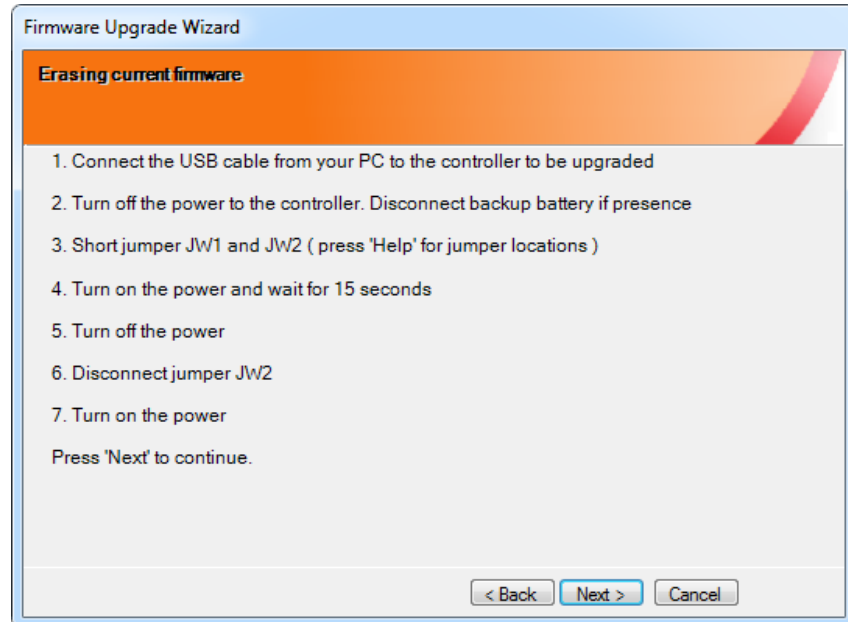 Firmware Upgrade Wizard
Erasing current firmware
1. Connect the USB cable from your PC to the controller to be upgraded
2. Turn off the power to the controller. Disconnect backup battery if presence
3. Short jumper JW1 and JW2 ( press 'Help' for jumper locations )
4. Turn on the power and wait for 15 seconds
5. Turn off the power
6. Disconnect jumper JW2
7. Turn on the power
Press 'Next' to continue.
< Back Next > Cancel